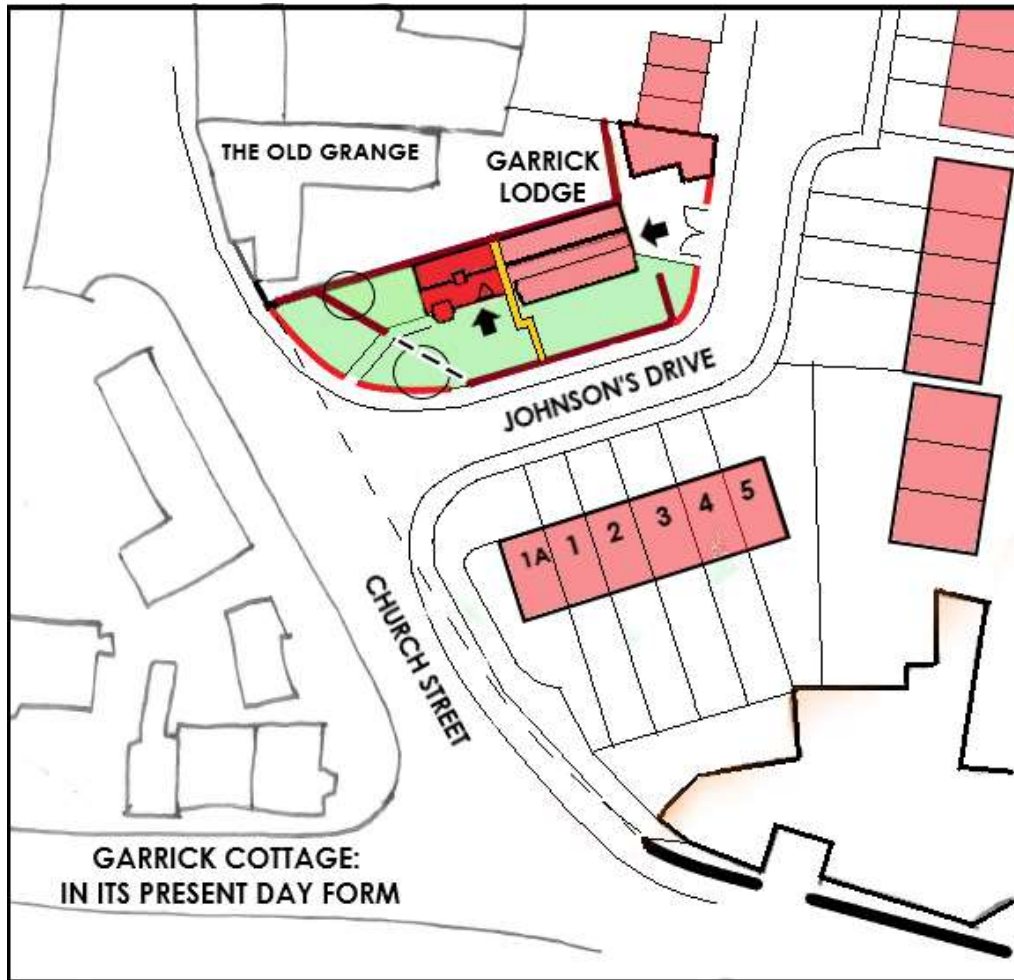 THE OLD GRANGE
GARRICK
LODGE
JOHNSON'S DRIVE
1A 1 2 3 4 5
CHURCH STREET
GARRICK COTTAGE:
IN ITS PRESENT DAY FORM